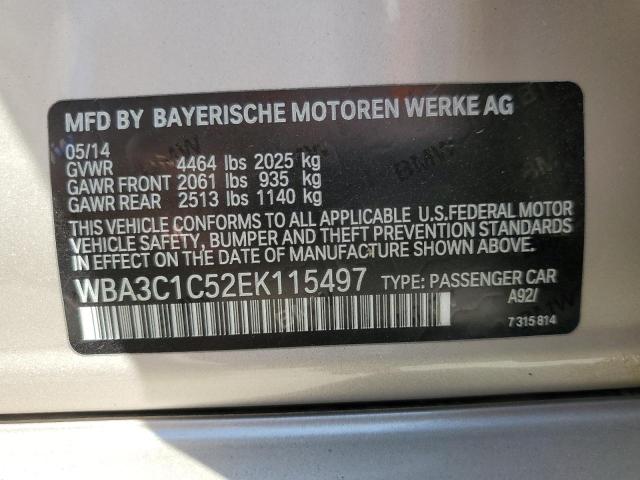 MFD BY BAYERISCHE MOTOREN WERKE AG
05/14
GVWR 4464 lbs 2025 kg
GAWR FRONT 2061 lbs 935 kg
GAWR REAR 2513 lbs 1140 kg
THIS VEHICLE CONFORMS TO ALL APPLICABLE U.S.FEDERAL MOTOR
VEHICLE SAFETY, BUMPER AND THEFT PREVENTION STANDARDS
IN EFFECT ON THE DATE OF MANUFACTURE SHOWN ABOVE.
WBA3C1C52EK115497 TYPE: PASSENGER CAR
A92/
7 315 814
BMW